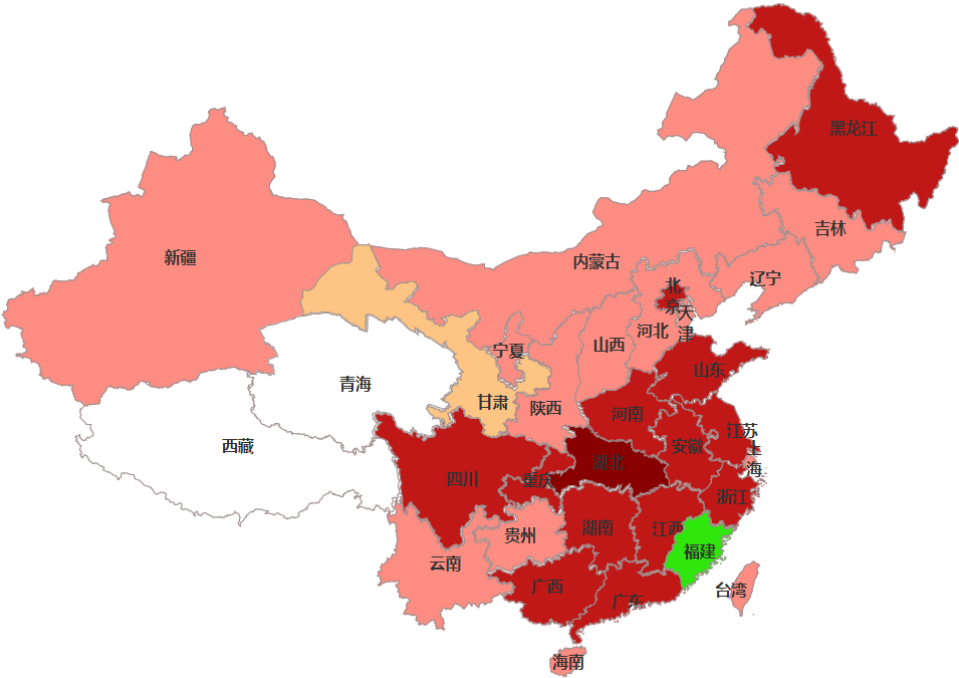 黑龙江
吉林
新疆
内蒙古
辽宁
北京
天津
河北
山西
宁夏
青海
山东
甘肃
陕西
河南
江苏
西藏
安徽
上海
湖北
四川
重庆
浙江
湖南
江西
贵州
福建
云南
广西
台湾
广东
海南